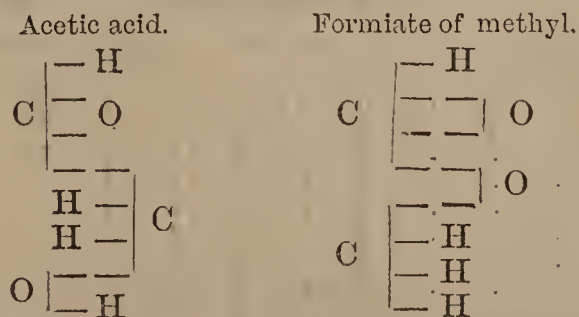 Acetic acid. Formiate of methyl.
H H
C O C O
O
H C
H C H
H
O H
H